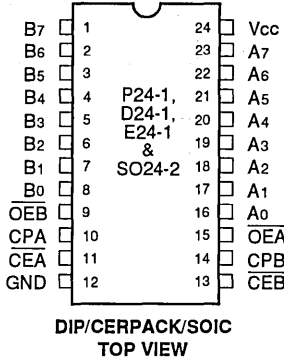 B7 1 24 Vcc
B6 2 23 A7
B5 3 22 A6
B4 4 P24-1, 21 A5
B3 5 D24-1, 20 A4
B2 6 E24-1 19 A3
& 
B1 7 SO24-2 18 A2
B0 8 17 A1
OEB 9 16 A0
CPA 10 15 OEA
CEA 11 14 CPB
GND 12 13 CEB
DIP/CERPACK/SOIC
TOP VIEW